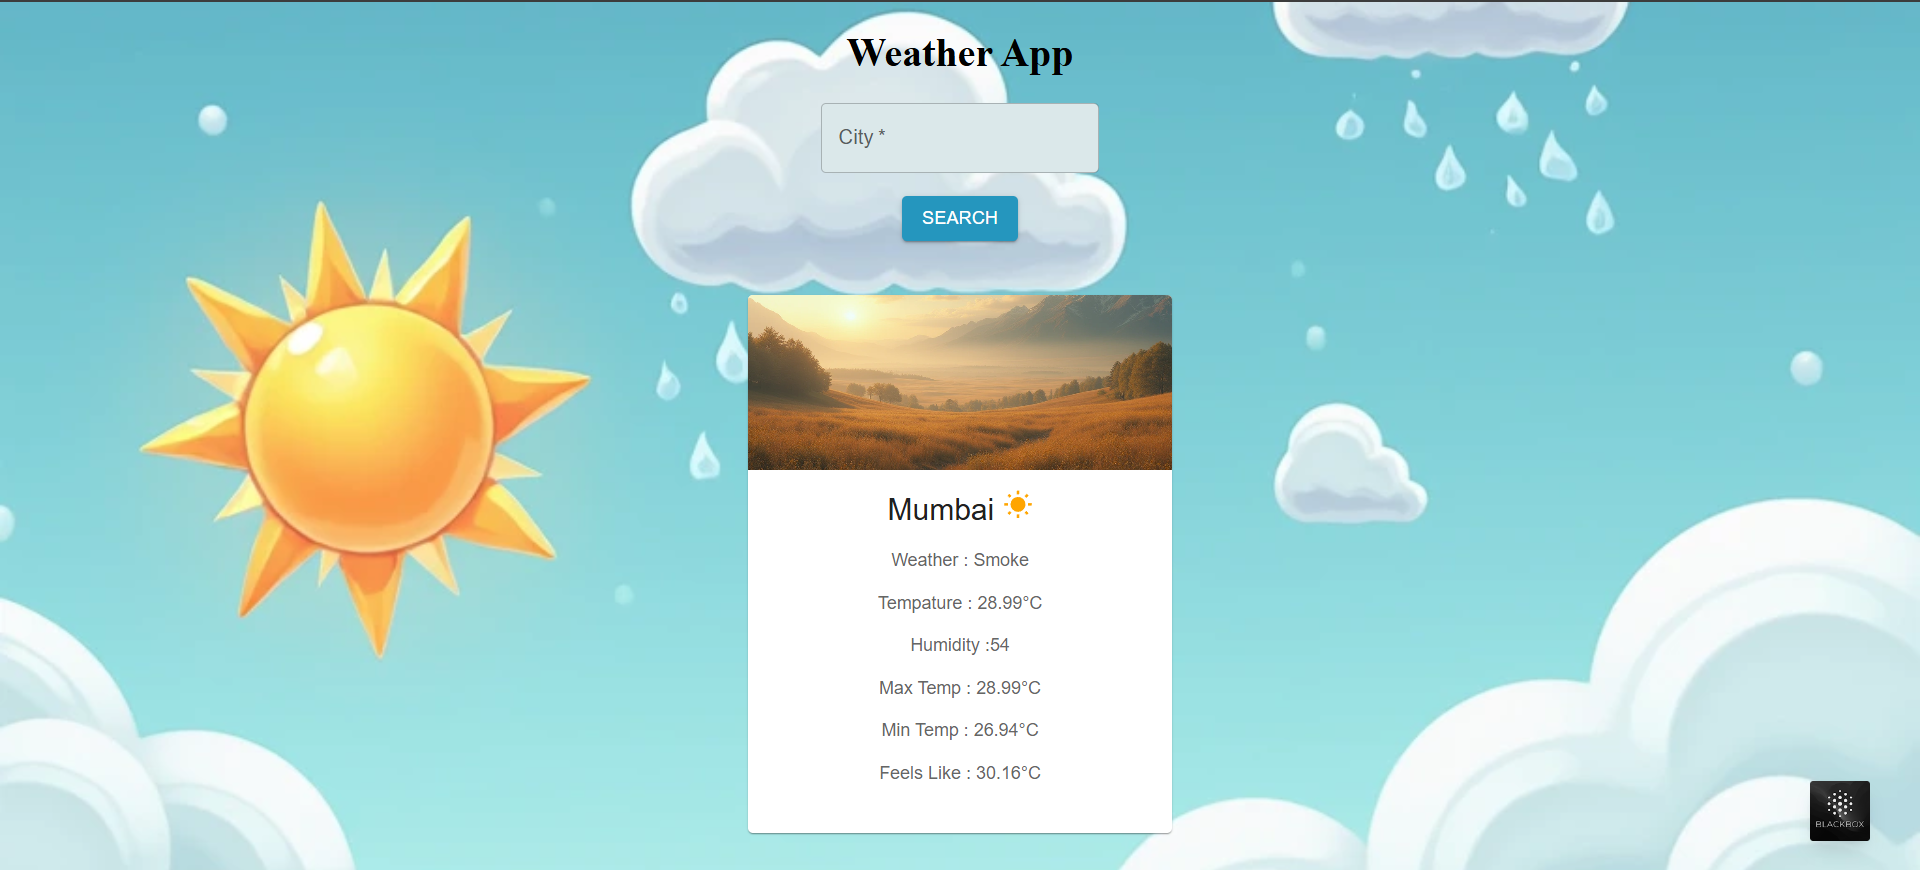 Weather App
City *
SEARCH
Mumbai
Weather : Smoke
Tempature : 28.99°C
Humidity :54
Max Temp : 28.99°C
Min Temp : 26.94°C
Feels Like : 30.16°C
BLACKBOX